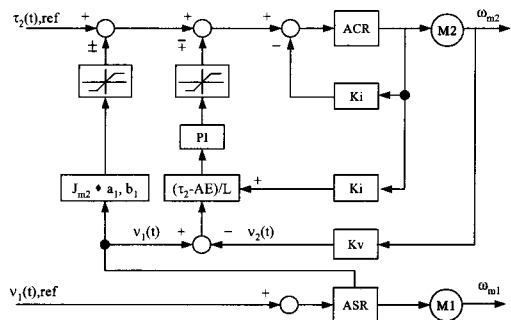 τ₂(t),ref + + + ACR M2 ωm2
± ∓ −
Ki
PI
Jm2 ♦ a₁, b₁ (τ₂-AE)/L + Ki
ν₁(t) + − ν₂(t) Kv
ν₁(t),ref + ASR M1 ωm1